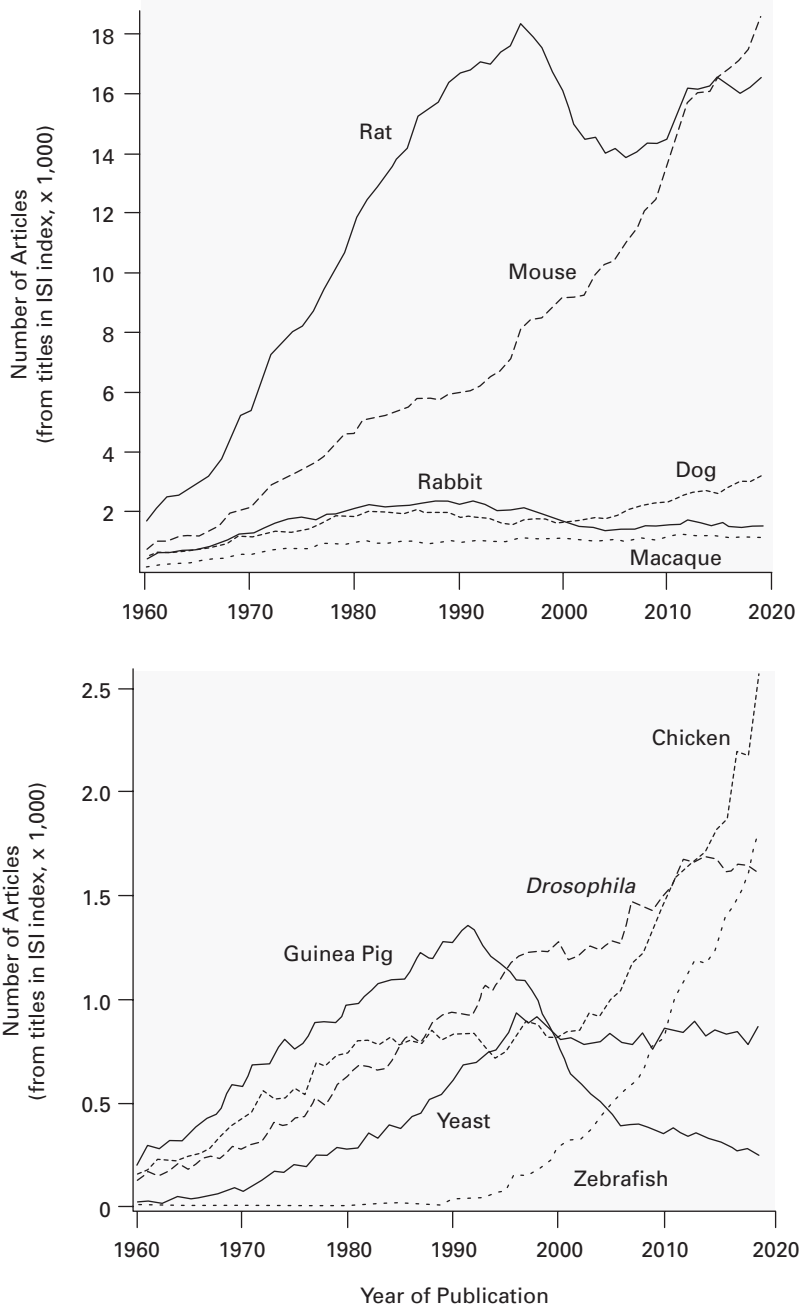 Number of Articles
(from titles in ISI index, x 1,000)
18
16
14
12
10
8
6
4
2
Rat
Mouse
Rabbit
Dog
Macaque
1960
1970
1980
1990
2000
2010
2020
Number of Articles
(from titles in ISI index, x 1,000)
2.5
2.0
1.5
1.0
0.5
0
Chicken
Drosophila
Guinea Pig
Yeast
Zebrafish
1960
1970
1980
1990
2000
2010
2020
Year of Publication